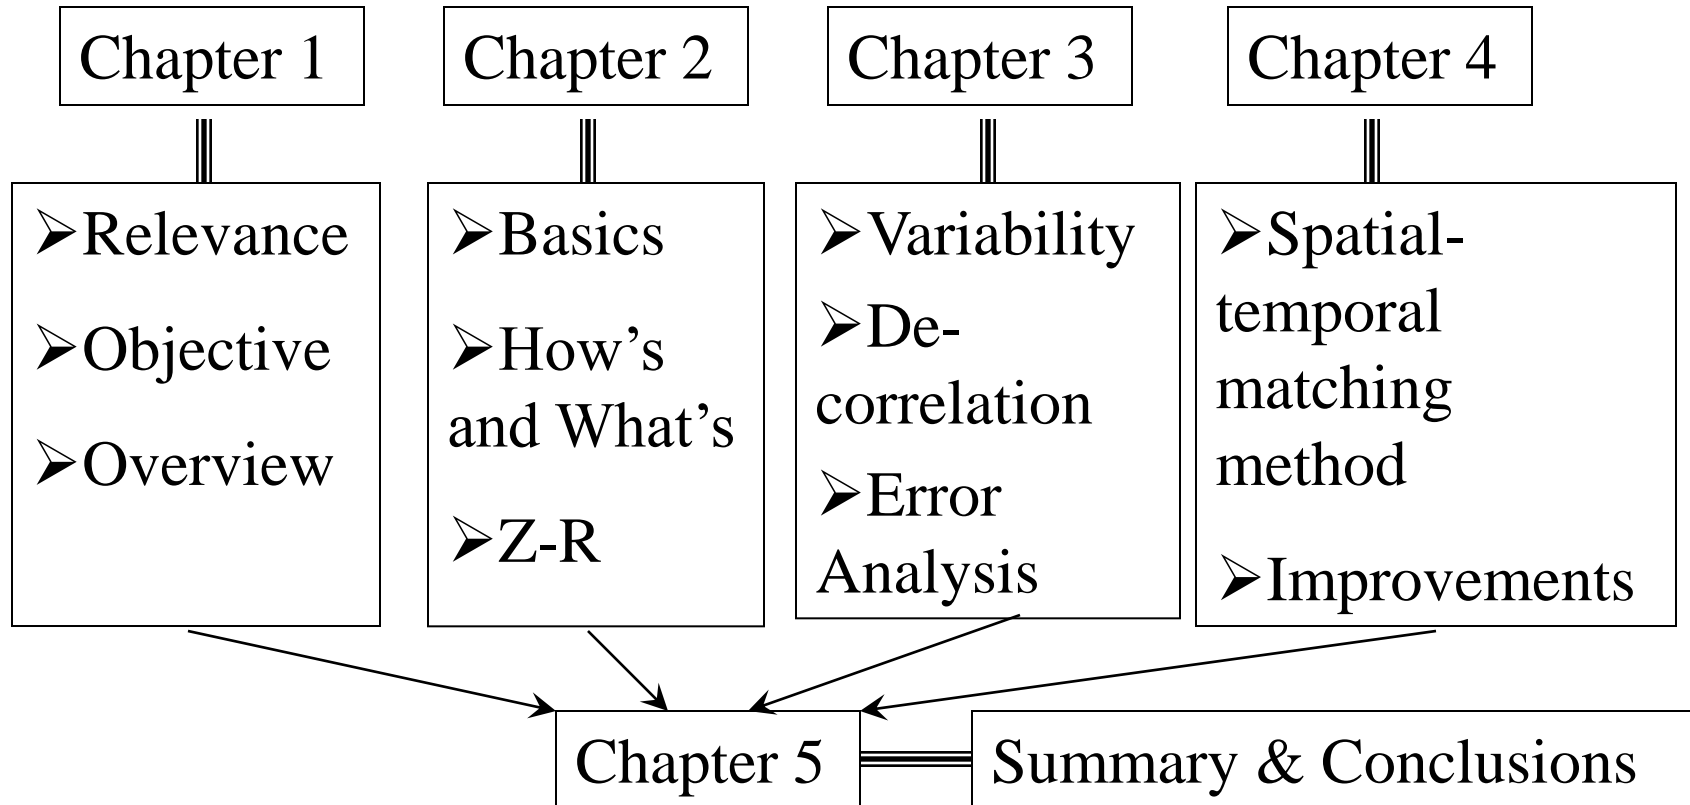 Chapter 1
Chapter 2
Chapter 3
Chapter 4
➢Relevance
➢Objective
➢Overview
➢Basics
➢How’s
and What’s
➢Z-R
➢Variability
➢De-
correlation
➢Error
Analysis
➢Spatial-
temporal
matching
method
➢Improvements
Chapter 5
Summary & Conclusions